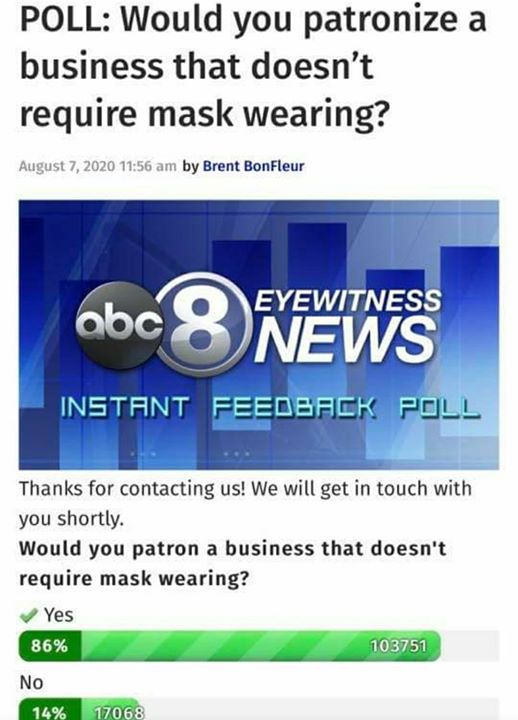 POLL: Would you patronize a
business that doesn’t
require mask wearing?
August 7, 2020 11:56 am by Brent BonFleur
abc 8 EYEWITNESS
NEWS
INSTANT FEEDBACK POLL
Thanks for contacting us! We will get in touch with
you shortly.
Would you patron a business that doesn't
require mask wearing?
Yes
86% 103751
No
14% 17068